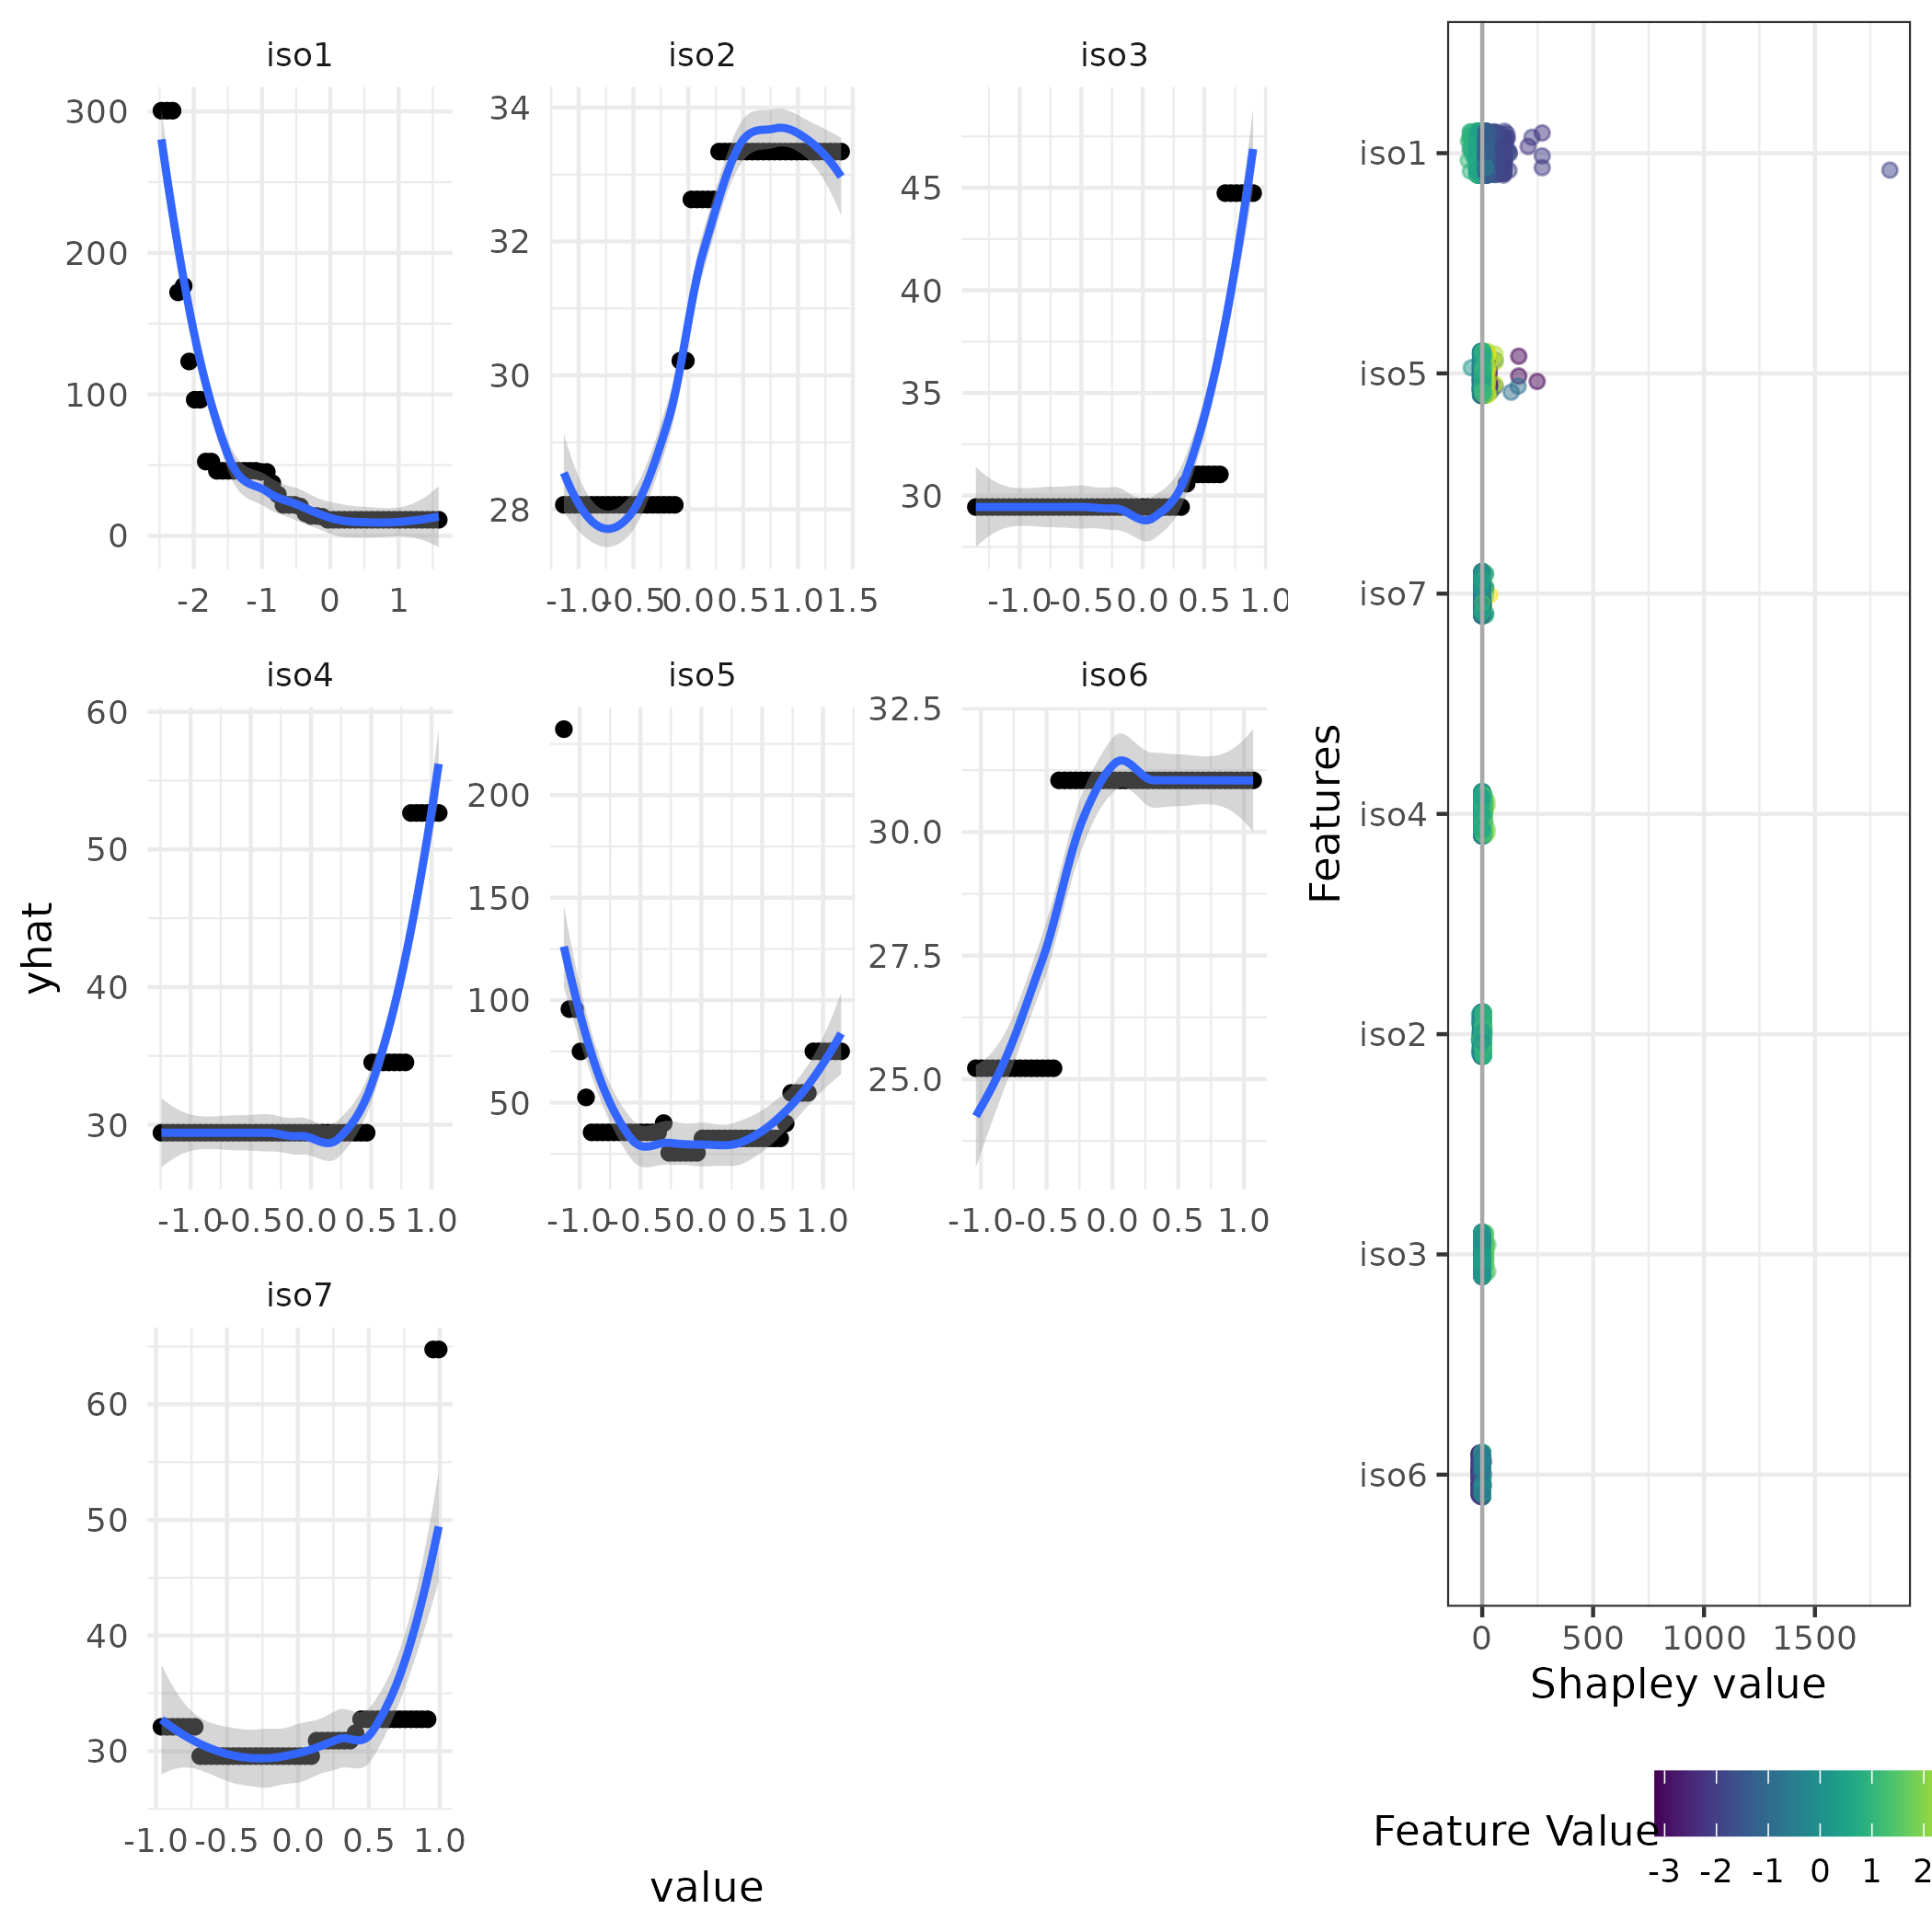 iso1 iso2 iso3
300
200
100
0
-2 -1 0 1
34
32
30
28
-1.0 -0.5 0.0 0.5 1.0 1.5
45
40
35
30
-1.0 -0.5 0.0 0.5 1.0
iso4 iso5 iso6
60
50
40
30
-1.0 -0.5 0.0 0.5 1.0
200
150
100
50
-1.0 -0.5 0.0 0.5 1.0
32.5
30.0
27.5
25.0
-1.0 -0.5 0.0 0.5 1.0
iso7
60
50
40
30
-1.0 -0.5 0.0 0.5 1.0
yhat
value
Features
iso1
iso5
iso7
iso4
iso2
iso3
iso6
0 500 1000 1500
Shapley value
Feature Value
-3 -2 -1 0 1 2